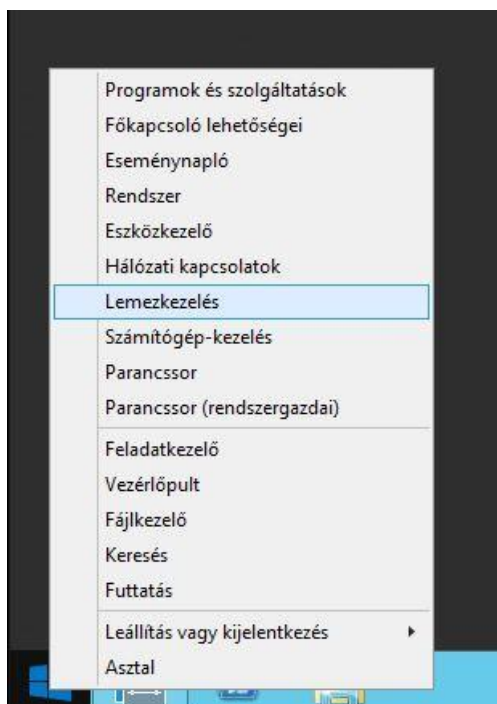 Programok és szolgáltatások
Főkapcsoló lehetőségei
Eseménynapló
Rendszer
Eszközkezelő
Hálózati kapcsolatok
Lemezkezelés
Számítógép-kezelés
Parancssor
Parancssor (rendszergazdai)
Feladatkezelő
Vezérlőpult
Fájlkezelő
Keresés
Futtatás
Leállítás vagy kijelentkezés
Asztal